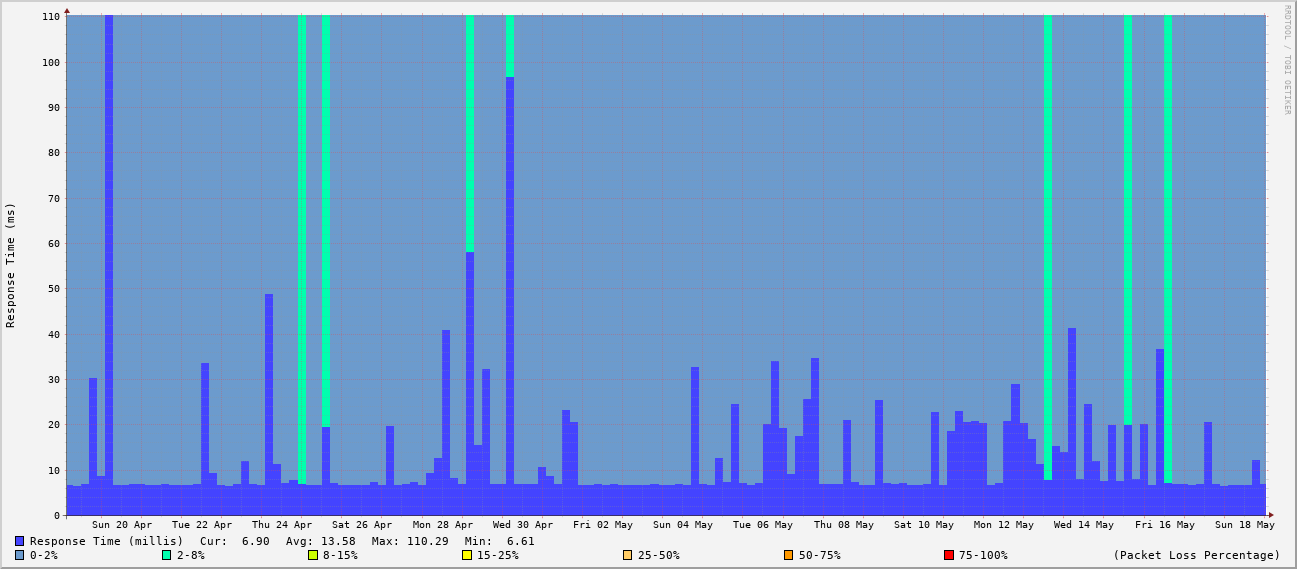 RRDTOOL / TOBI OETIKER
Response Time (ms)
110
100
90
80
70
60
50
40
30
20
10
0
Sun 20 Apr Tue 22 Apr Thu 24 Apr Sat 26 Apr Mon 28 Apr Wed 30 Apr Fri 02 May Sun 04 May Tue 06 May Thu 08 May Sat 10 May Mon 12 May Wed 14 May Fri 16 May Sun 18 May
Response Time (millis) Cur: 6.90 Avg: 13.58 Max: 110.29 Min: 6.61
0-2% 2-8% 8-15% 15-25% 25-50% 50-75% 75-100% (Packet Loss Percentage)